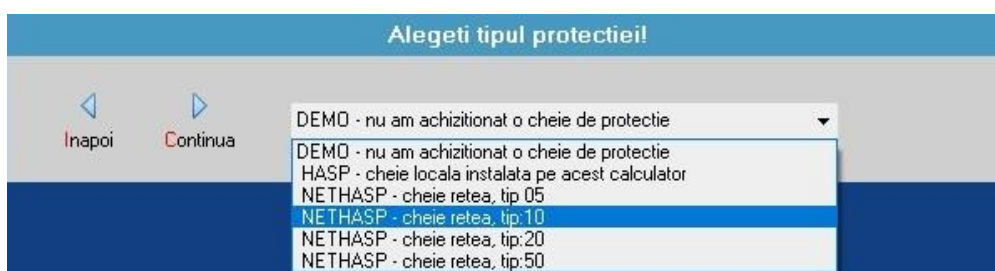 Alegeti tipul protectiei!
Inapoi
Continua
DEMO - nu am achizitionat o cheie de protectie
DEMO - nu am achizitionat o cheie de protectie
HASP - cheie locala instalata pe acest calculator
NETHASP - cheie retea, tip 05
NETHASP - cheie retea, tip:10
NETHASP - cheie retea, tip:20
NETHASP - cheie retea, tip:50